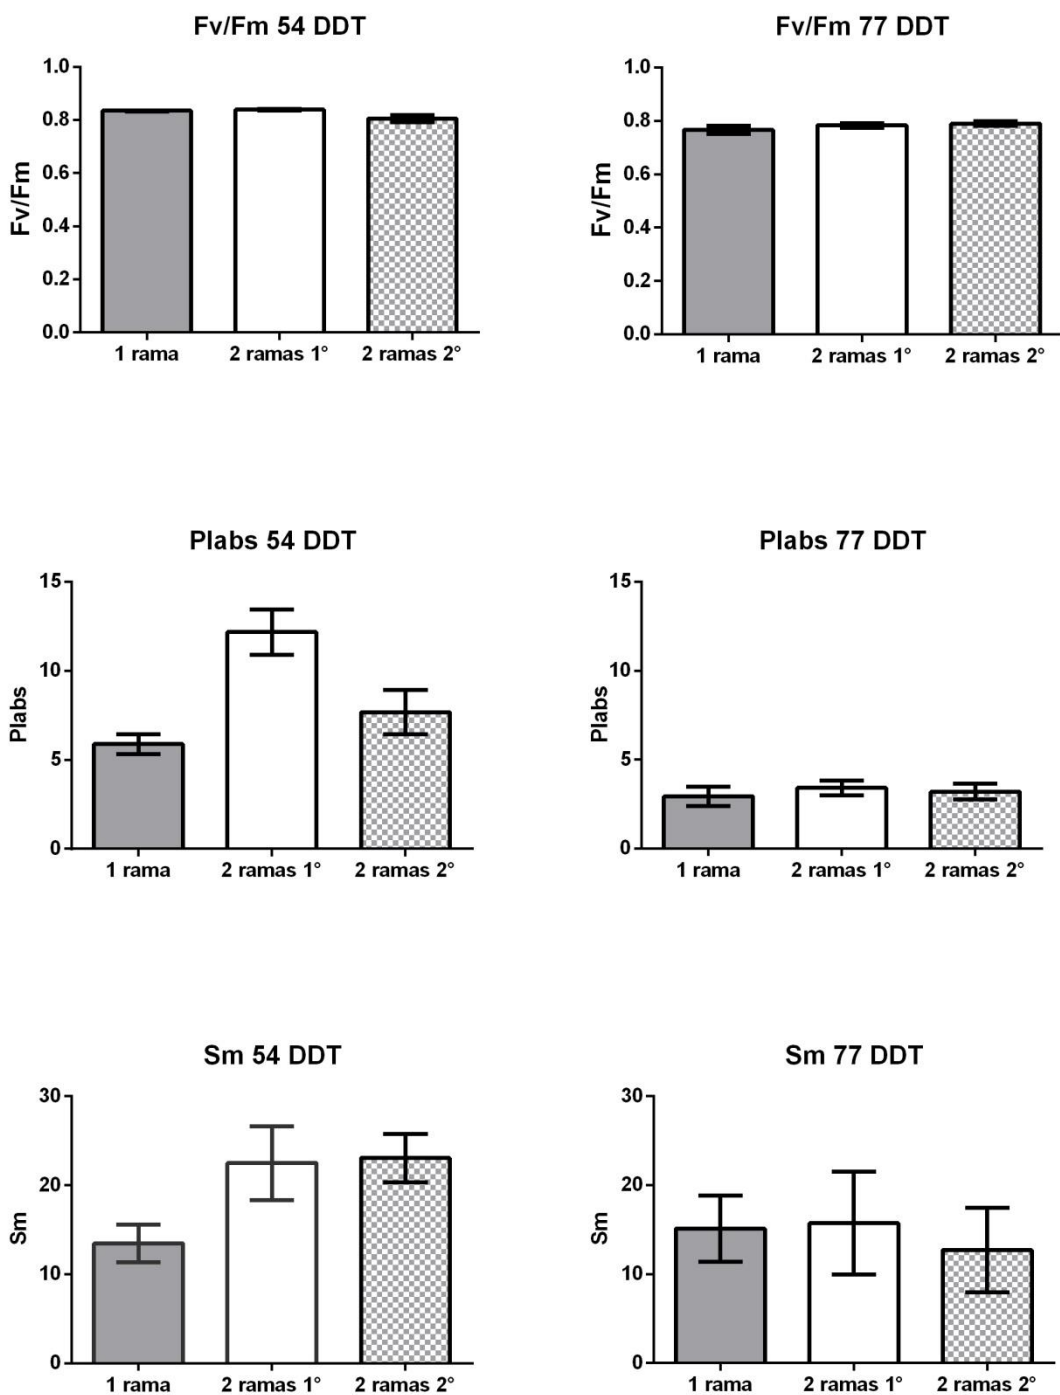 Fv/Fm 54 DDT
Fv/Fm
1.0
0.8
0.6
0.4
0.2
0.0
1 rama 2 ramas 1° 2 ramas 2°
Fv/Fm 77 DDT
Fv/Fm
1.0
0.8
0.6
0.4
0.2
0.0
1 rama 2 ramas 1° 2 ramas 2°
PIabs 54 DDT
PIabs
15
10
5
0
1 rama 2 ramas 1° 2 ramas 2°
PIabs 77 DDT
PIabs
15
10
5
0
1 rama 2 ramas 1° 2 ramas 2°
Sm 54 DDT
Sm
30
20
10
0
1 rama 2 ramas 1° 2 ramas 2°
Sm 77 DDT
Sm
30
20
10
0
1 rama 2 ramas 1° 2 ramas 2°